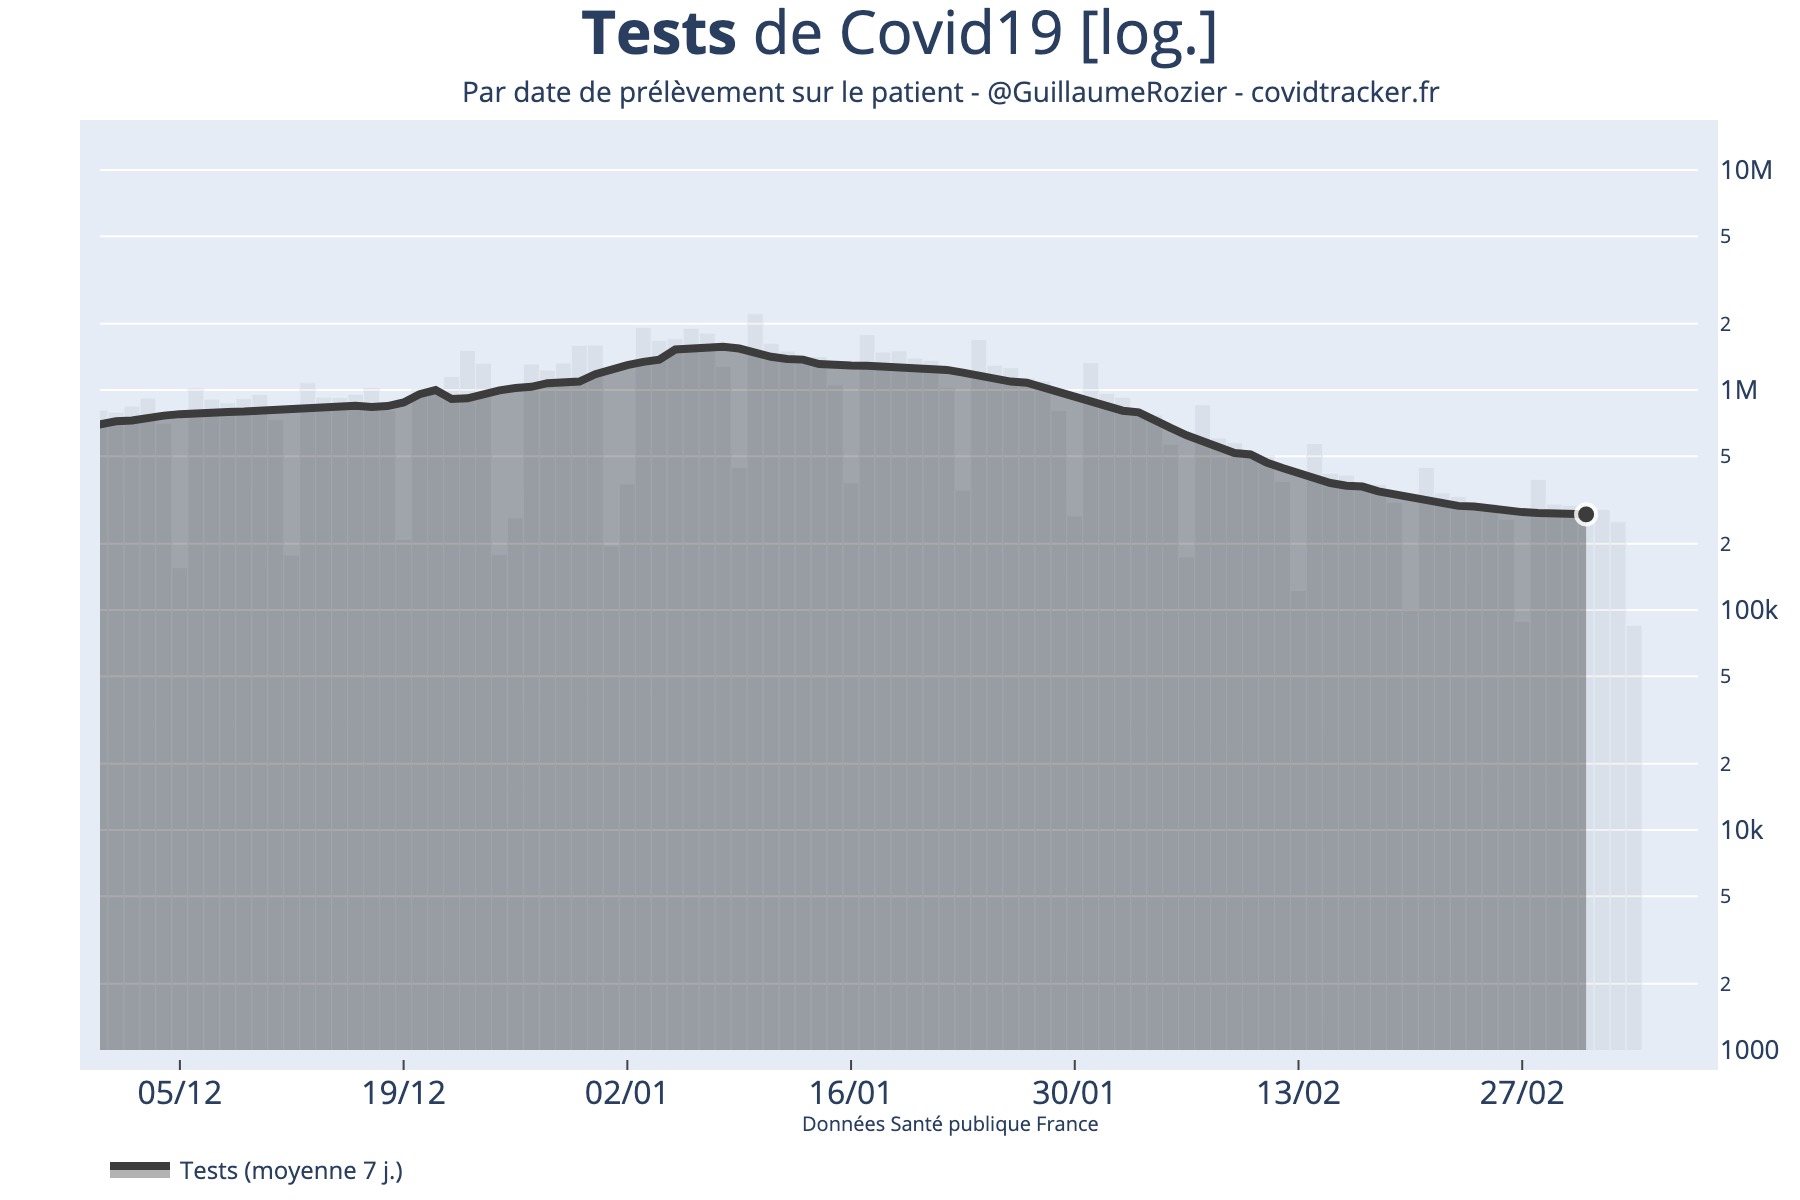 Tests de Covid19 [log.]
Par date de prélèvement sur le patient - @GuillaumeRozier - covidtracker.fr
10M
5
2
1M
5
2
100k
5
2
10k
5
2
1000
05/12 19/12 02/01 16/01 30/01 13/02 27/02
Données Santé publique France
Tests (moyenne 7 j.)